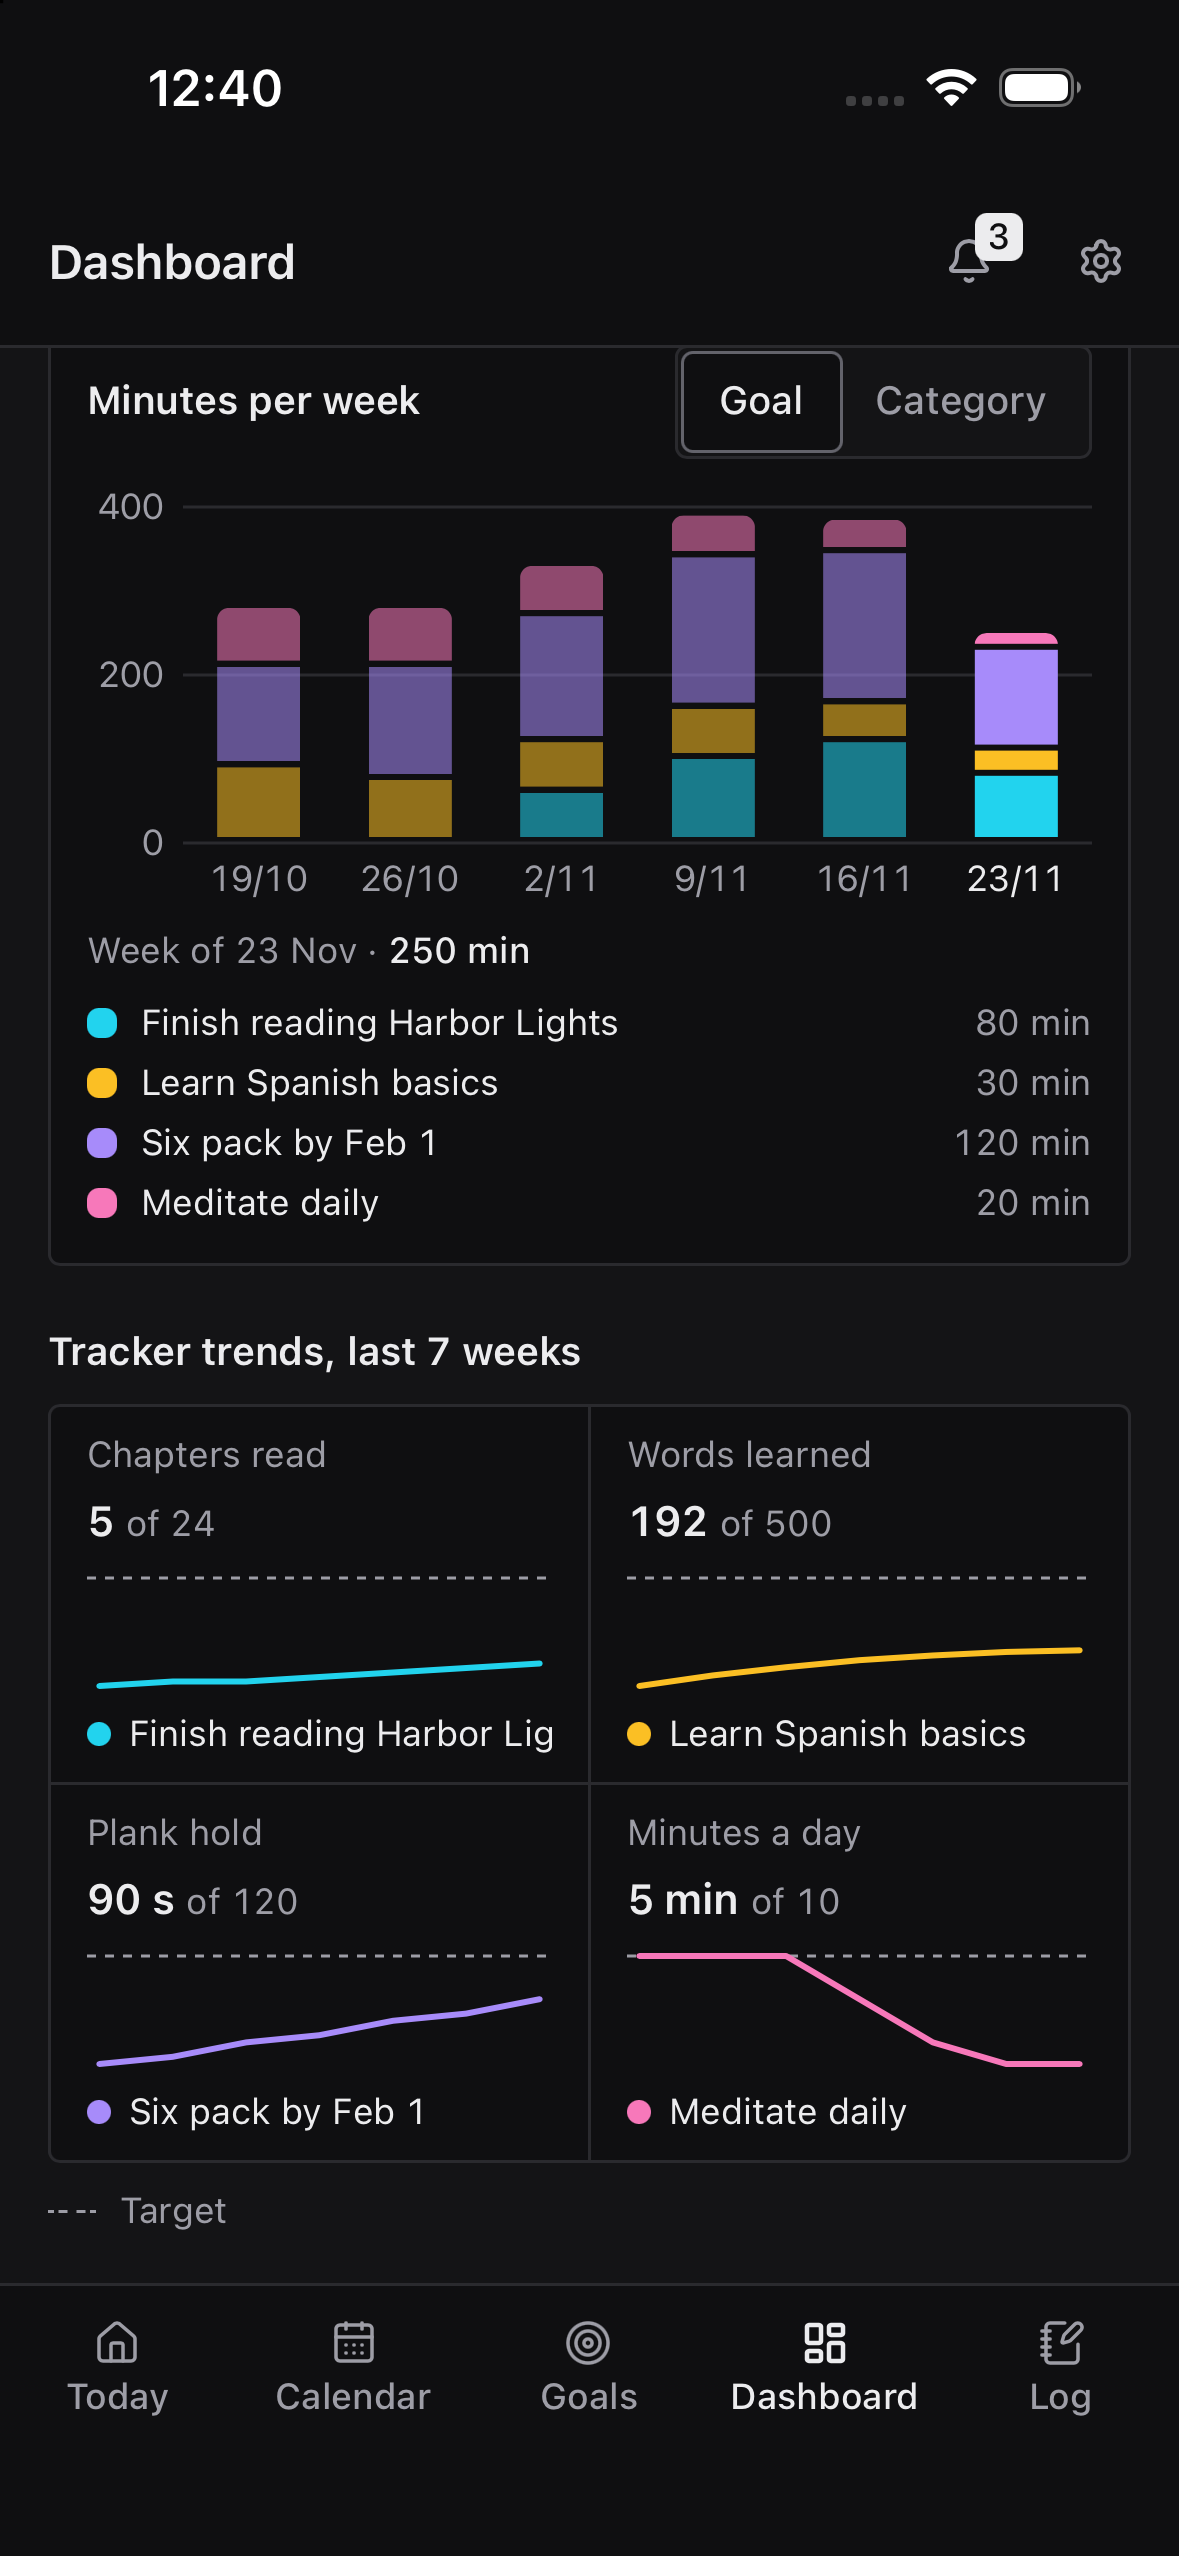 12:40
Dashboard
3
Minutes per week
Goal
Category
400
200
0
19/10
26/10
2/11
9/11
16/11
23/11
Week of 23 Nov · 250 min
Finish reading Harbor Lights 80 min
Learn Spanish basics 30 min
Six pack by Feb 1 120 min
Meditate daily 20 min
Tracker trends, last 7 weeks
Chapters read
5 of 24
Finish reading Harbor Lig
Words learned
192 of 500
Learn Spanish basics
Plank hold
90 s of 120
Six pack by Feb 1
Minutes a day
5 min of 10
Meditate daily
Target
Today
Calendar
Goals
Dashboard
Log